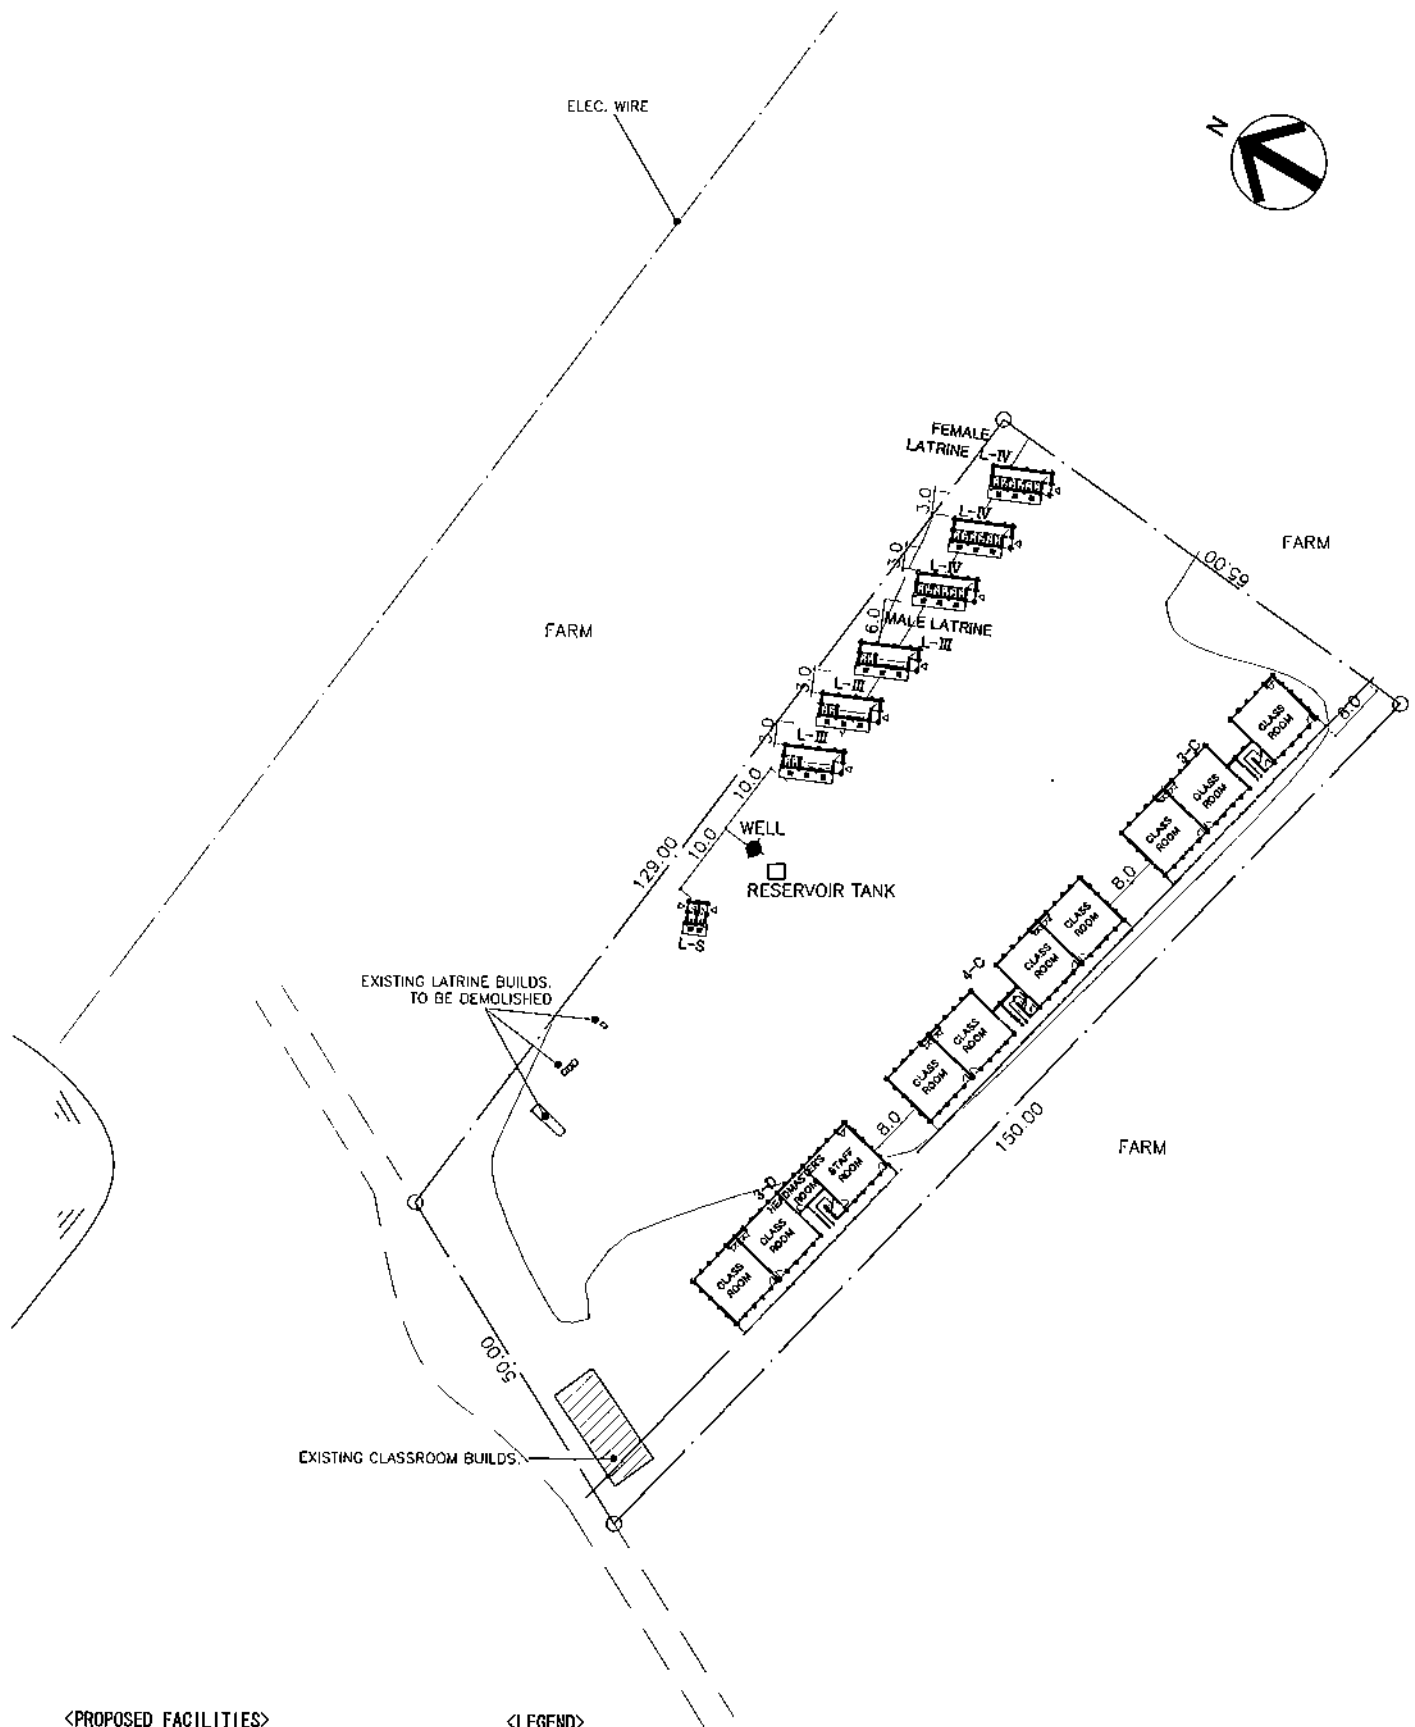 ELEC. WIRE
N
FEMALE
LATRINE L-IV
3.0
L-IV
FARM
3.0
L-IV
65.00
FARM
6.0
MALE LATRINE
L-III
3.0
L-III
3.0
L-III
8.0
CLASS
ROOM
3-C
CLASS
ROOM
CLASS
ROOM
10.0
WELL
10.0
129.00
RESERVOIR TANK
8.0
L-S
CLASS
ROOM
CLASS
ROOM
4-C
EXISTING LATRINE BUILDS.
TO BE DEMOLISHED
CLASS
ROOM
CLASS
ROOM
8.0
150.00
FARM
STAFF
ROOM
HEADMASTER'S
ROOM
3-D
CLASS
ROOM
CLASS
ROOM
50.00
EXISTING CLASSROOM BUILDS.
<PROPOSED FACILITIES>
<LEGEND>